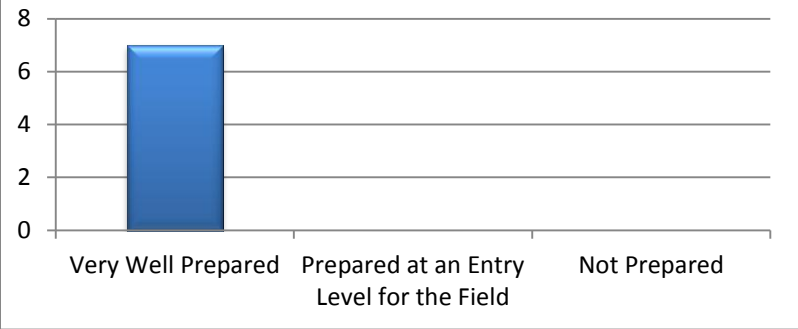 8
6
4
2
0
Very Well Prepared
Prepared at an Entry
Level for the Field
Not Prepared